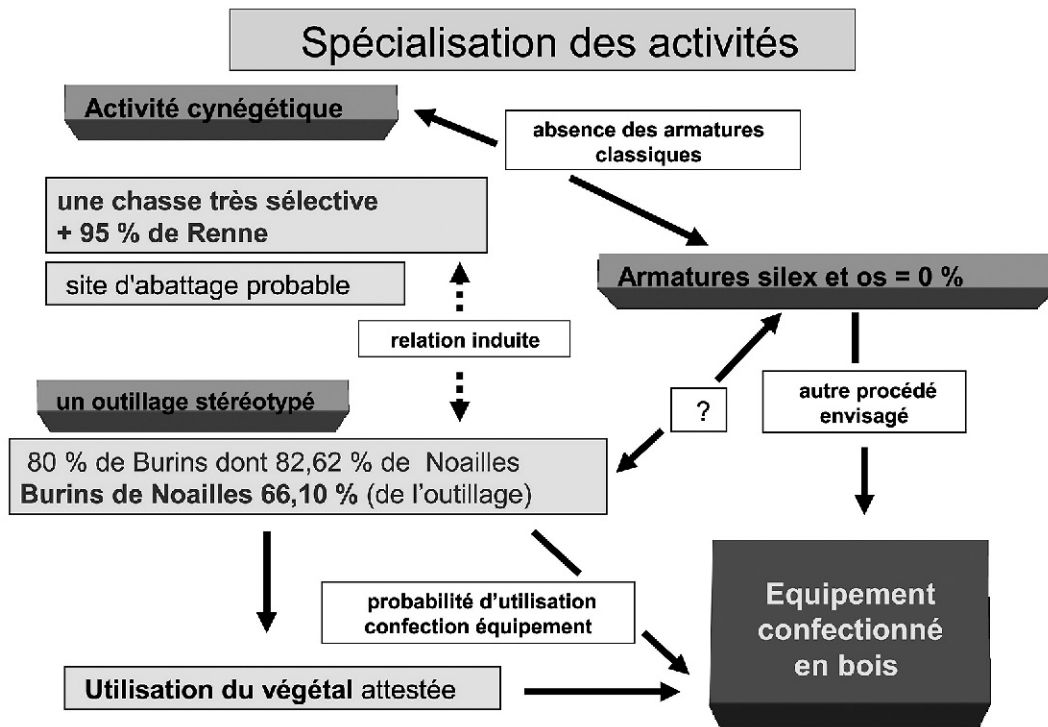 Spécialisation des activités
Activité cynégétique
absence des armatures
classiques
une chasse très sélective
+ 95 % de Renne
site d'abattage probable
Armatures silex et os = 0 %
relation induite
un outillage stéréotypé
?
autre procédé
envisagé
80 % de Burins dont 82,62 % de Noailles
Burins de Noailles 66,10 % (de l'outillage)
probabilité d'utilisation
confection équipement
Equipement
confectionné
en bois
Utilisation du végétal attestée